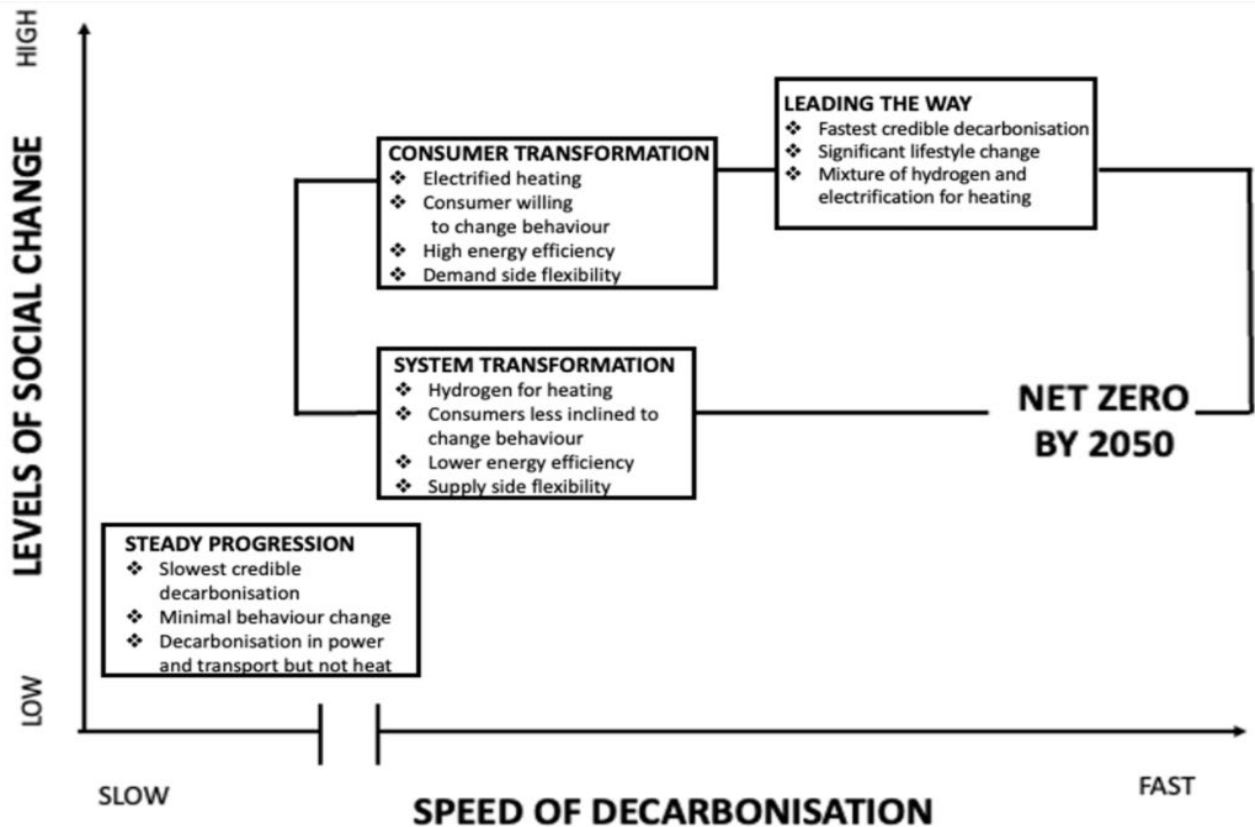 HIGH
LEVELS OF SOCIAL CHANGE
LOW
LEADING THE WAY
❖ Fastest credible decarbonisation
❖ Significant lifestyle change
❖ Mixture of hydrogen and
electrification for heating
CONSUMER TRANSFORMATION
❖ Electrified heating
❖ Consumer willing
to change behaviour
❖ High energy efficiency
❖ Demand side flexibility
SYSTEM TRANSFORMATION
❖ Hydrogen for heating
❖ Consumers less inclined to
change behaviour
❖ Lower energy efficiency
❖ Supply side flexibility
NET ZERO
BY 2050
STEADY PROGRESSION
❖ Slowest credible
decarbonisation
❖ Minimal behaviour change
❖ Decarbonisation in power
and transport but not heat
SLOW
SPEED OF DECARBONISATION
FAST